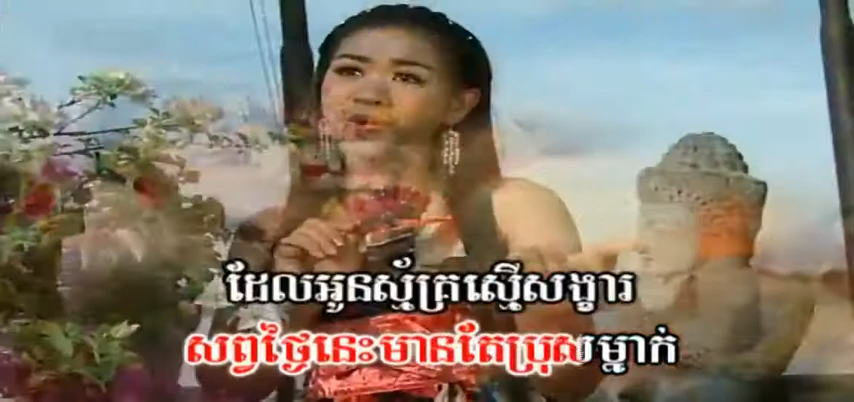 ដែលអូនស្ម័គ្រស្មើសង្ខារ
សព្វថ្ងៃនេះមានតែប្រុសម្នាក់